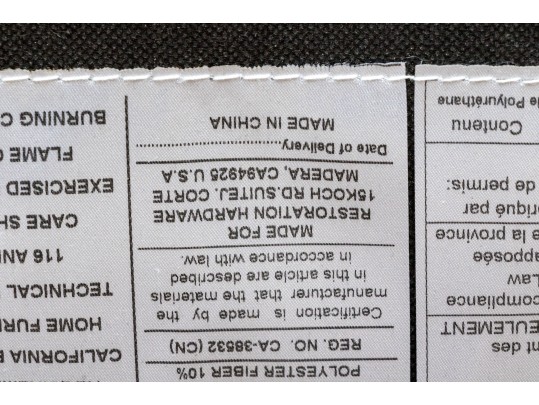 CALIFORNIA B
HOME FURN
TECHNICAL
116 AN
CARE SH
EXERCISED
FLAME
BURNING C
POLYESTER FIBER 10%
REG. NO. CA-38532 (CN)
Certification is made by the
manufacturer that the materials
in this article are described
in accordance with law.
MADE FOR
RESTORATION HARDWARE
15KOCH RD.SUITEJ. CORTE
MADERA, CA94925 U.S.A
Date of Delivery
MADE IN CHINA
nt des
EULEMENT
compliance
Law
apposée
e la province
riqué par
de permis:
Contenu
de Polyuréthane